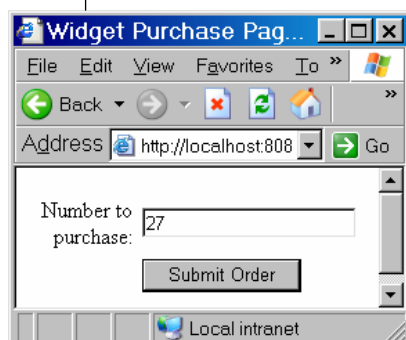 Widget Purchase Pag...
File Edit View Favorites To »
Back »
Address http://localhost:808 Go
Number to
purchase:
27
Submit Order
Local intranet